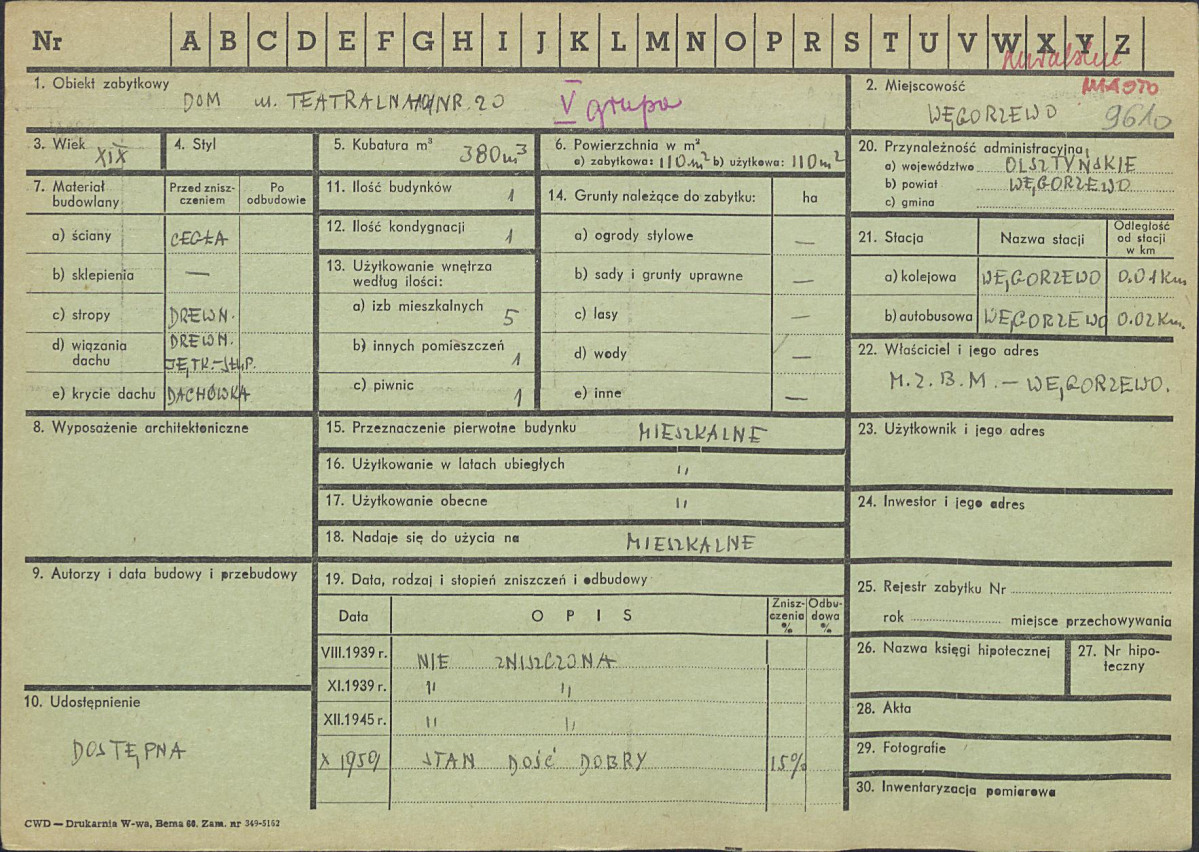 Nr A B C D E F G H I J K L M N O P R S T U V W X Y Z
suwalskie
MIASTO
1. Obiekt zabytkowy
DOM ul. TEATRALNA NR. 20
V grupa
2. Miejscowość
WĘGORZEWO 9610
3. Wiek XIX
4. Styl
5. Kubatura m³ 380m³
6. Powierzchnia w m²
a) zabytkowa: 110m² b) użytkowa: 110m²
20. Przynależność administracyjna
a) województwo OLSZTYŃSKIE
b) powiat WĘGORZEWO
c) gmina
7. Materiał budowlany
Przed zniszczeniem
Po odbudowie
a) ściany CEGŁA
b) sklepienia —
c) stropy DREWN.
d) wiązania dachu DREWN. JĘTK.-SŁUP.
e) krycie dachu DACHÓWKA
11. Ilość budynków 1
12. Ilość kondygnacji 1
13. Użytkowanie wnętrza według ilości:
a) izb mieszkalnych 5
b) innych pomieszczeń 1
c) piwnic 1
14. Grunty należące do zabytku: ha
a) ogrody stylowe —
b) sady i grunty uprawne —
c) lasy —
d) wody —
e) inne —
21. Stacja Nazwa stacji Odległość od stacji w km
a) kolejowa WĘGORZEWO 0.01Km
b) autobusowa WĘGORZEWO 0.02Km.
22. Właściciel i jego adres
M.Z.B.M. — WĘGORZEWO.
8. Wyposażenie architektoniczne
15. Przeznaczenie pierwotne budynku MIESZKALNE
16. Użytkowanie w latach ubiegłych "
17. Użytkowanie obecne "
18. Nadaje się do użycia na MIESZKALNE
23. Użytkownik i jego adres
24. Inwestor i jego adres
9. Autorzy i data budowy i przebudowy
19. Data, rodzaj i stopień zniszczeń i odbudowy
Data OPIS Zniszczenia % Odbudowa %
VIII.1939 r. NIE ZNISZCZONA
XI.1939 r. " "
XII.1945 r. " "
X 1959 STAN DOŚĆ DOBRY 15%
25. Rejestr zabytku Nr
rok miejsce przechowywania
26. Nazwa księgi hipotecznej
27. Nr hipoteczny
28. Akta
29. Fotografie
30. Inwentaryzacja pomiarowa
10. Udostępnienie
DOSTĘPNA
CWD — Drukarnia W-wa, Bema 60. Zam. nr 349-5162